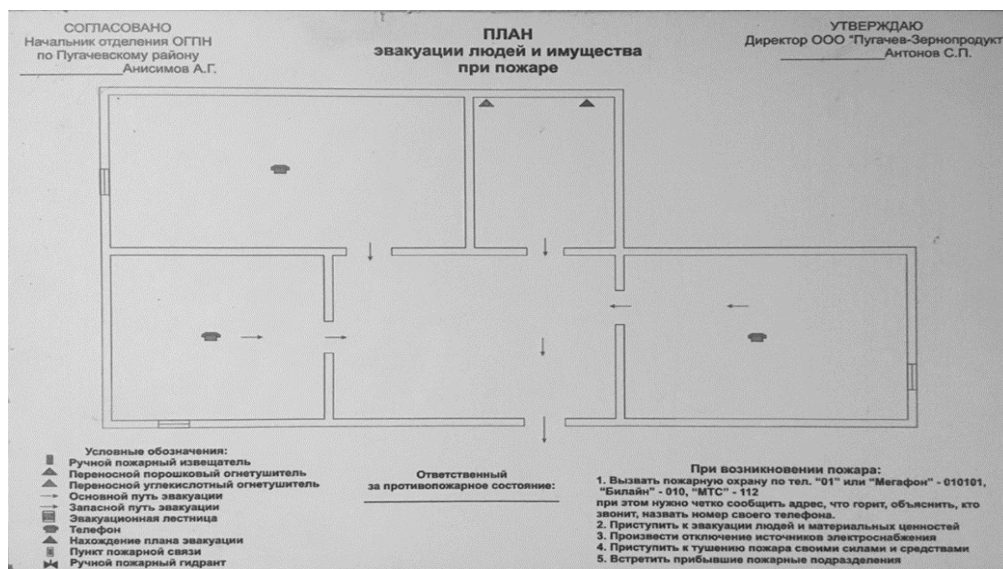 СОГЛАСОВАНО
Начальник отделения ОГПН
по Пугачевскому району
____________Анисимов А.Г.
ПЛАН
эвакуации людей и имущества
при пожаре
УТВЕРЖДАЮ
Директор ООО "Пугачев-Зернопродукт
____________Антонов С.П.
Условные обозначения:
Ручной пожарный извещатель
Переносной порошковый огнетушитель
Переносной углекислотный огнетушитель
Основной путь эвакуации
Запасной путь эвакуации
Эвакуационная лестница
Телефон
Нахождение плана эвакуации
Пункт пожарной связи
Ручной пожарный гидрант
Ответственный
за противопожарное состояние:
При возникновении пожара:
1. Вызвать пожарную охрану по тел. "01" или "Мегафон" - 010101,
"Билайн" - 010, "МТС" - 112
при этом нужно четко сообщить адрес, что горит, объяснить, кто
звонит, назвать номер своего телефона.
2. Приступить к эвакуации людей и материальных ценностей
3. Произвести отключение источников электроснабжения
4. Приступить к тушению пожара своими силами и средствами
5. Встретить прибывшие пожарные подразделения